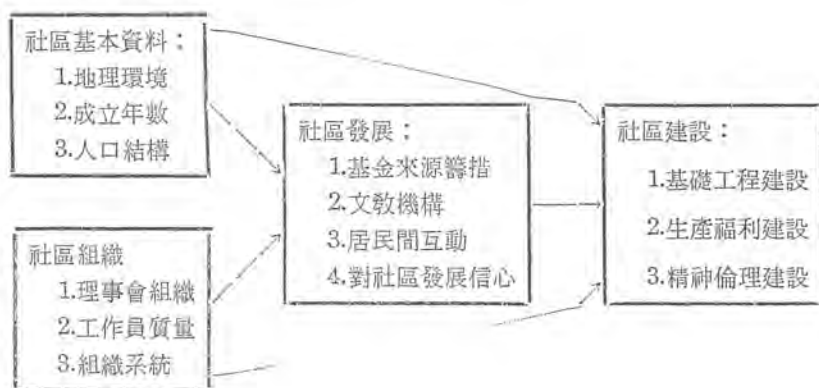 社區基本資料：
1.地理環境
2.成立年數
3.人口結構
社區組織
1.理事會組織
2.工作員質量
3.組織系統
社區發展：
1.基金來源籌措
2.文教機構
3.居民間互動
4.對社區發展信心
社區建設：
1.基礎工程建設
2.生產福利建設
3.精神倫理建設